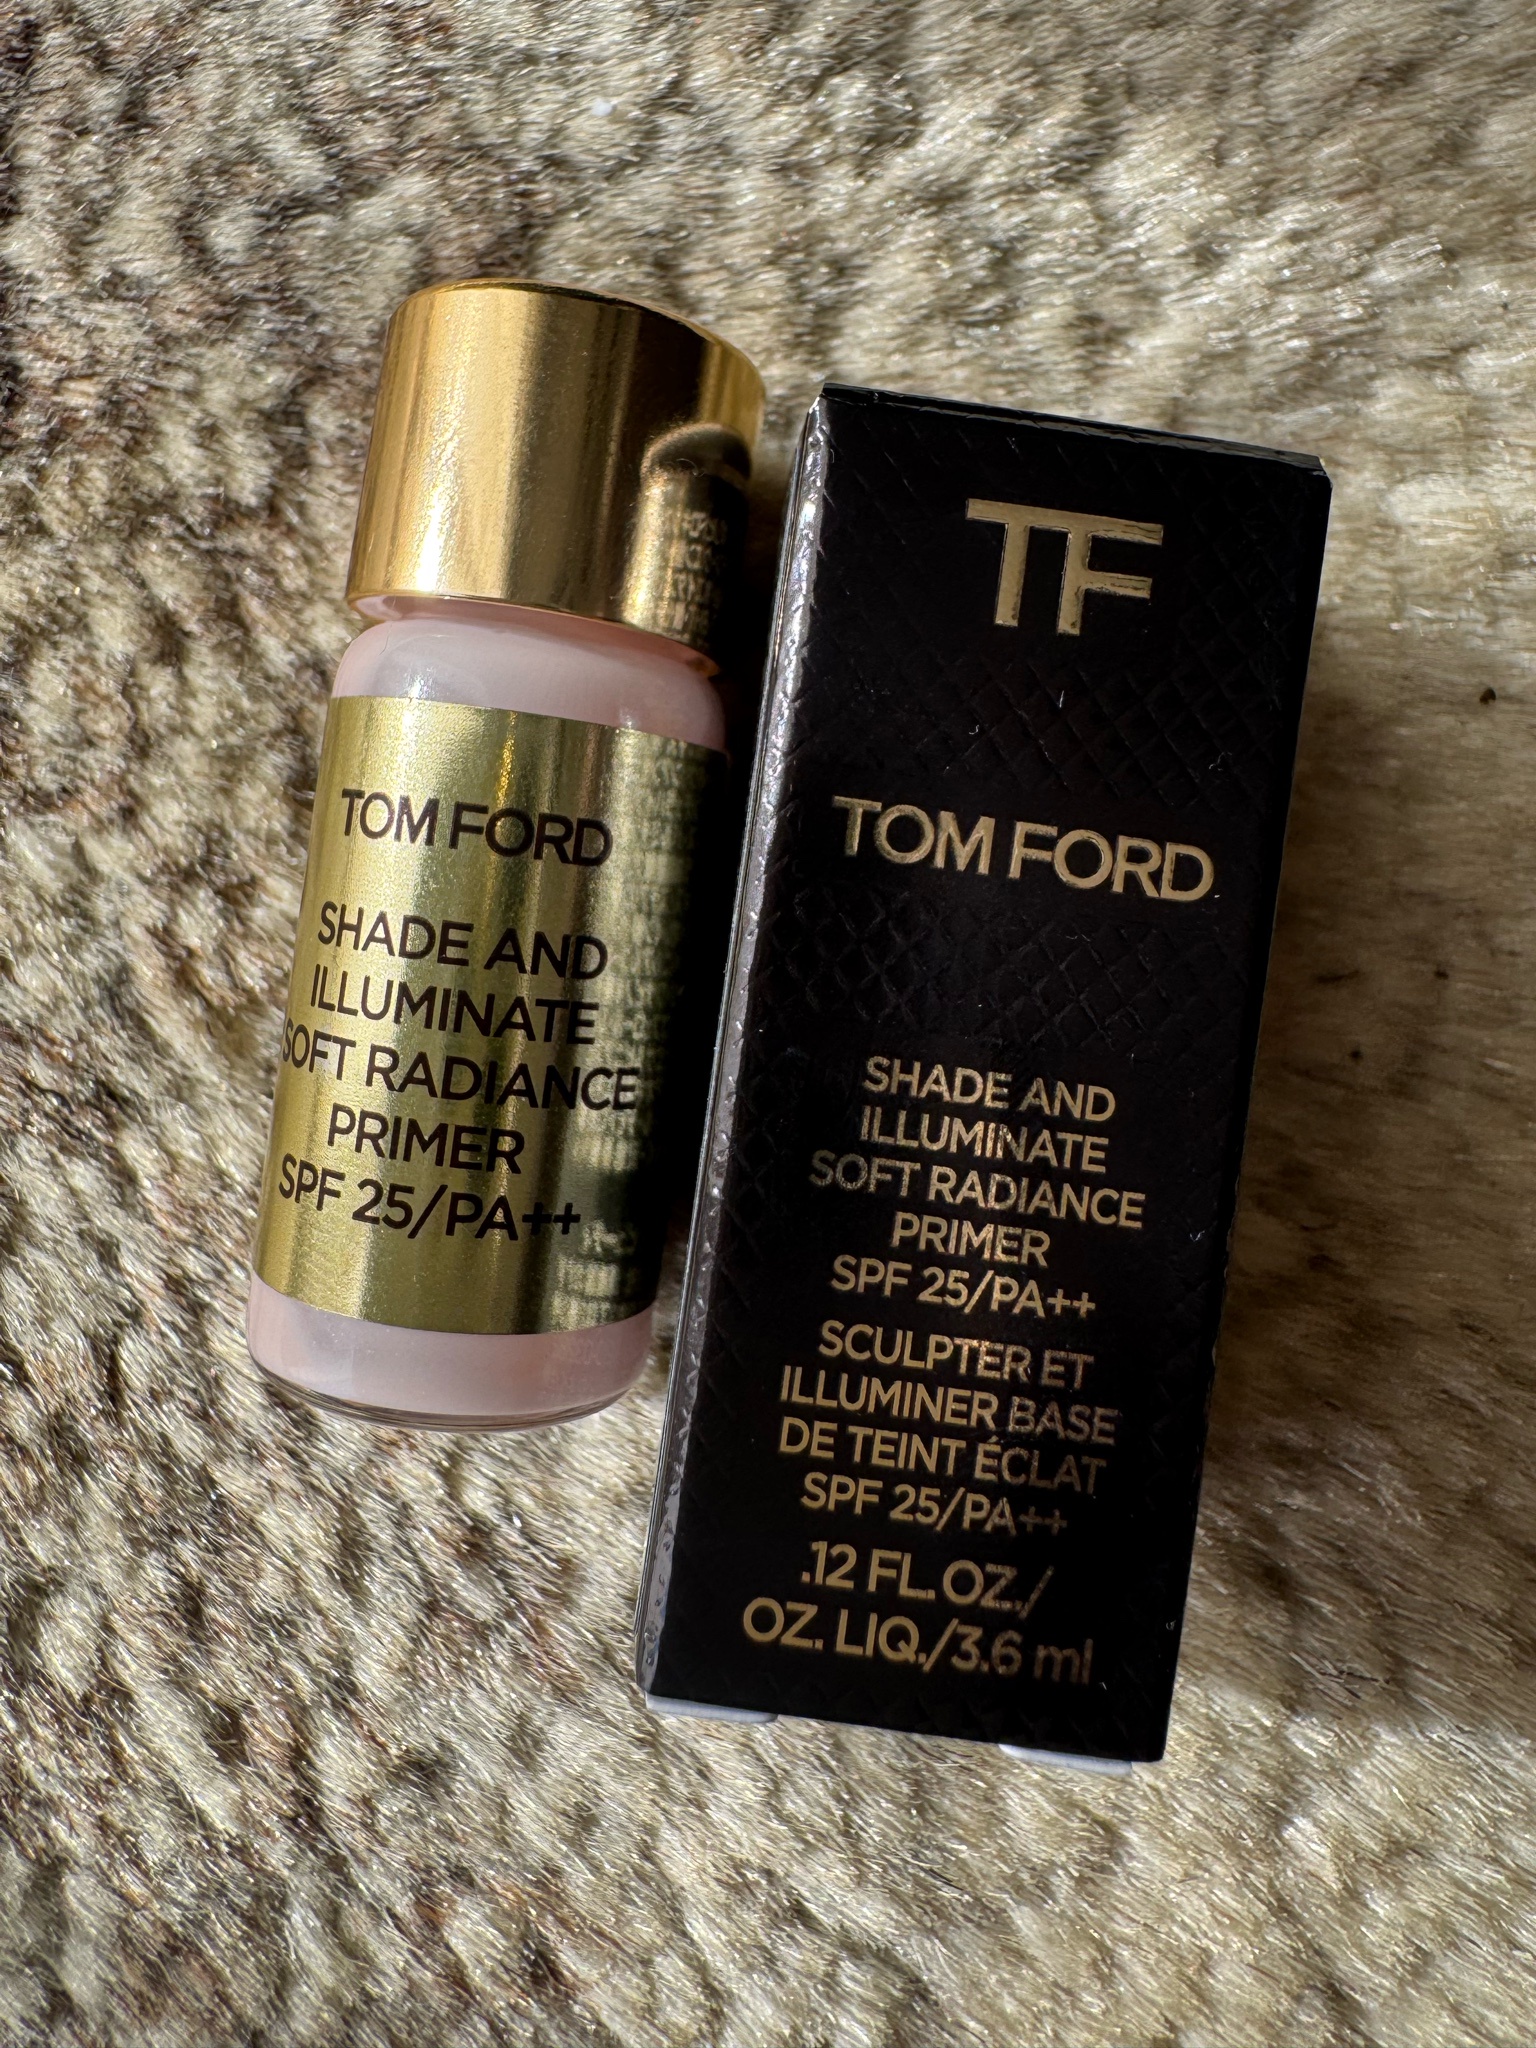 TOM FORD
SHADE AND
ILLUMINATE
SOFT RADIANCE
PRIMER
SPF 25/PA++
TF
TOM FORD
SHADE AND
ILLUMINATE
SOFT RADIANCE
PRIMER
SPF 25/PA++
SCULPTER ET
ILLUMINER BASE
DE TEINT ÉCLAT
SPF 25/PA++
.12 FL. OZ./
OZ. LIQ./3.6 ml